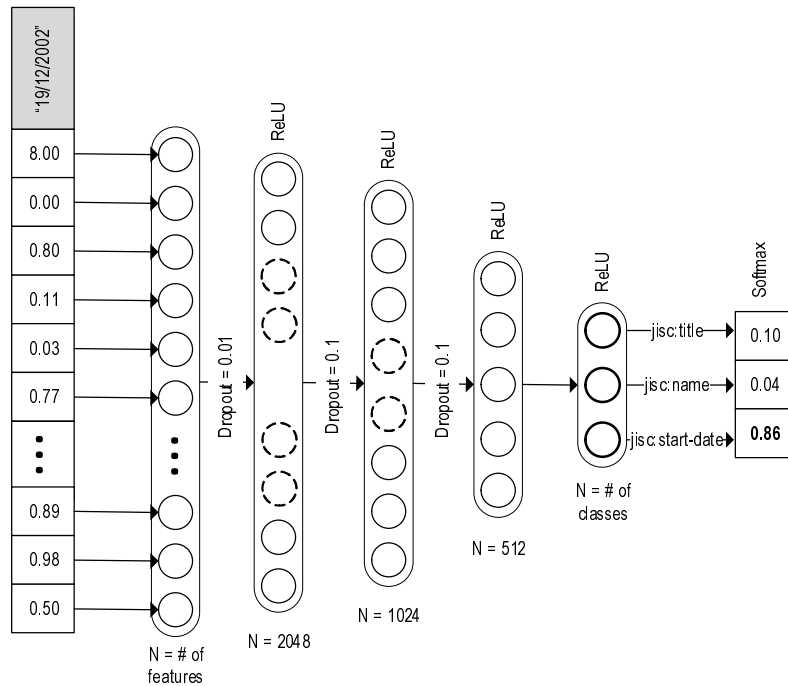 "19/12/2002"
8.00
0.00
0.80
0.11
0.03
0.77
0.89
0.98
0.50
N = # of
features
Dropout = 0.01
ReLU
N = 2048
Dropout = 0.1
ReLU
N = 1024
Dropout = 0.1
ReLU
N = 512
ReLU
N = # of
classes
jisc:title
jisc:name
jisc:start-date
Softmax
0.10
0.04
0.86